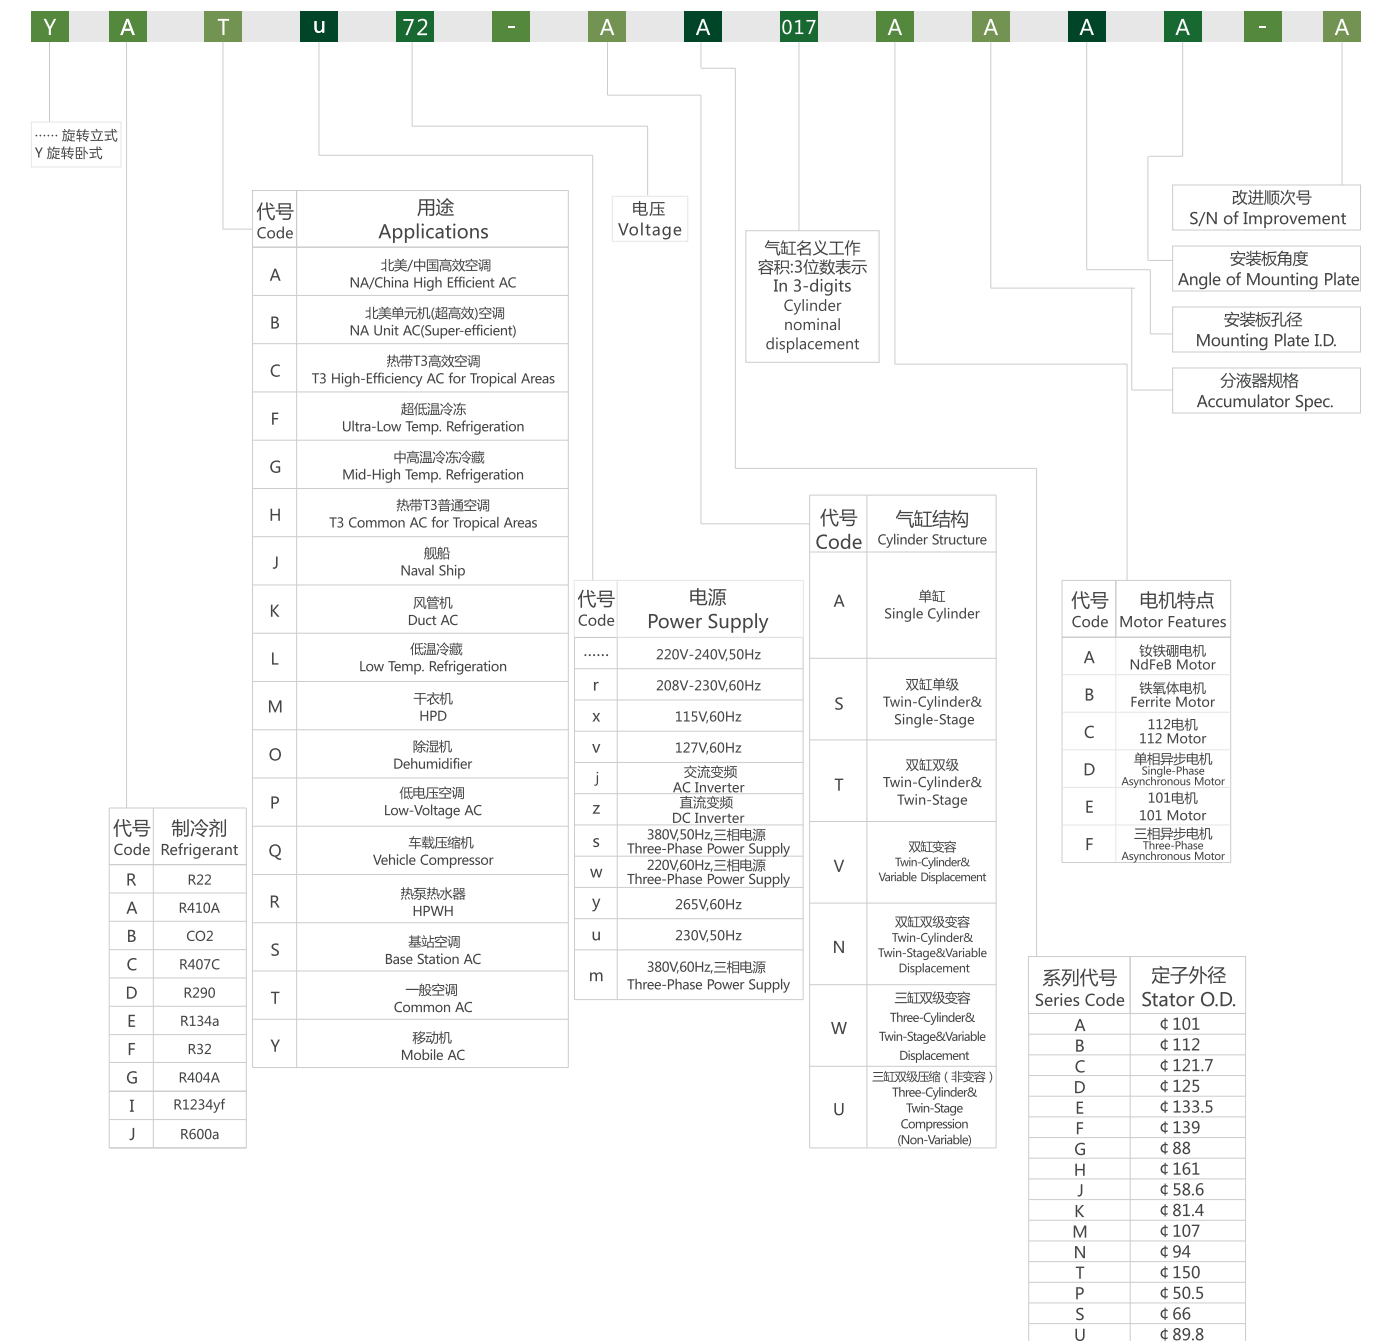 Y A T u 72 - A A 017 A A A A - A
······ 旋转立式
Y 旋转卧式
代号
Code
用途
Applications
A
北美/中国高效空调
NA/China High Efficient AC
B
北美单元机(超高效)空调
NA Unit AC(Super-efficient)
C
热带T3高效空调
T3 High-Efficiency AC for Tropical Areas
F
超低温冷冻
Ultra-Low Temp. Refrigeration
G
中高温冷冻冷藏
Mid-High Temp. Refrigeration
H
热带T3普通空调
T3 Common AC for Tropical Areas
J
舰船
Naval Ship
K
风管机
Duct AC
L
低温冷藏
Low Temp. Refrigeration
M
干衣机
HPD
O
除湿机
Dehumidifier
P
低电压空调
Low-Voltage AC
Q
车载压缩机
Vehicle Compressor
R
热泵热水器
HPWH
S
基站空调
Base Station AC
T
一般空调
Common AC
Y
移动机
Mobile AC
电压
Voltage
气缸名义工作
容积:3位数表示
In 3-digits
Cylinder
nominal
displacement
改进顺次号
S/N of Improvement
安装板角度
Angle of Mounting Plate
安装板孔径
Mounting Plate I.D.
分液器规格
Accumulator Spec.
代号
Code
制冷剂
Refrigerant
R R22
A R410A
B CO2
C R407C
D R290
E R134a
F R32
G R404A
I R1234yf
J R600a
代号
Code
电源
Power Supply
······ 220V-240V,50Hz
r 208V-230V,60Hz
x 115V,60Hz
v 127V,60Hz
j
交流变频
AC Inverter
z
直流变频
DC Inverter
s
380V,50Hz,三相电源
Three-Phase Power Supply
w
220V,60Hz,三相电源
Three-Phase Power Supply
y 265V,60Hz
u 230V,50Hz
m
380V,60Hz,三相电源
Three-Phase Power Supply
代号
Code
气缸结构
Cylinder Structure
A
单缸
Single Cylinder
S
双缸单级
Twin-Cylinder&
Single-Stage
T
双缸双级
Twin-Cylinder&
Twin-Stage
V
双缸变容
Twin-Cylinder&
Variable Displacement
N
双缸双级变容
Twin-Cylinder&
Twin-Stage&Variable
Displacement
W
三缸双级变容
Three-Cylinder&
Twin-Stage&Variable
Displacement
U
三缸双级压缩（非变容）
Three-Cylinder&
Twin-Stage
Compression
(Non-Variable)
代号
Code
电机特点
Motor Features
A
钕铁硼电机
NdFeB Motor
B
铁氧体电机
Ferrite Motor
C
112电机
112 Motor
D
单相异步电机
Single-Phase
Asynchronous Motor
E
101电机
101 Motor
F
三相异步电机
Three-Phase
Asynchronous Motor
系列代号
Series Code
定子外径
Stator O.D.
A ¢101
B ¢112
C ¢121.7
D ¢125
E ¢133.5
F ¢139
G ¢88
H ¢161
J ¢58.6
K ¢81.4
M ¢107
N ¢94
T ¢150
P ¢50.5
S ¢66
U ¢89.8